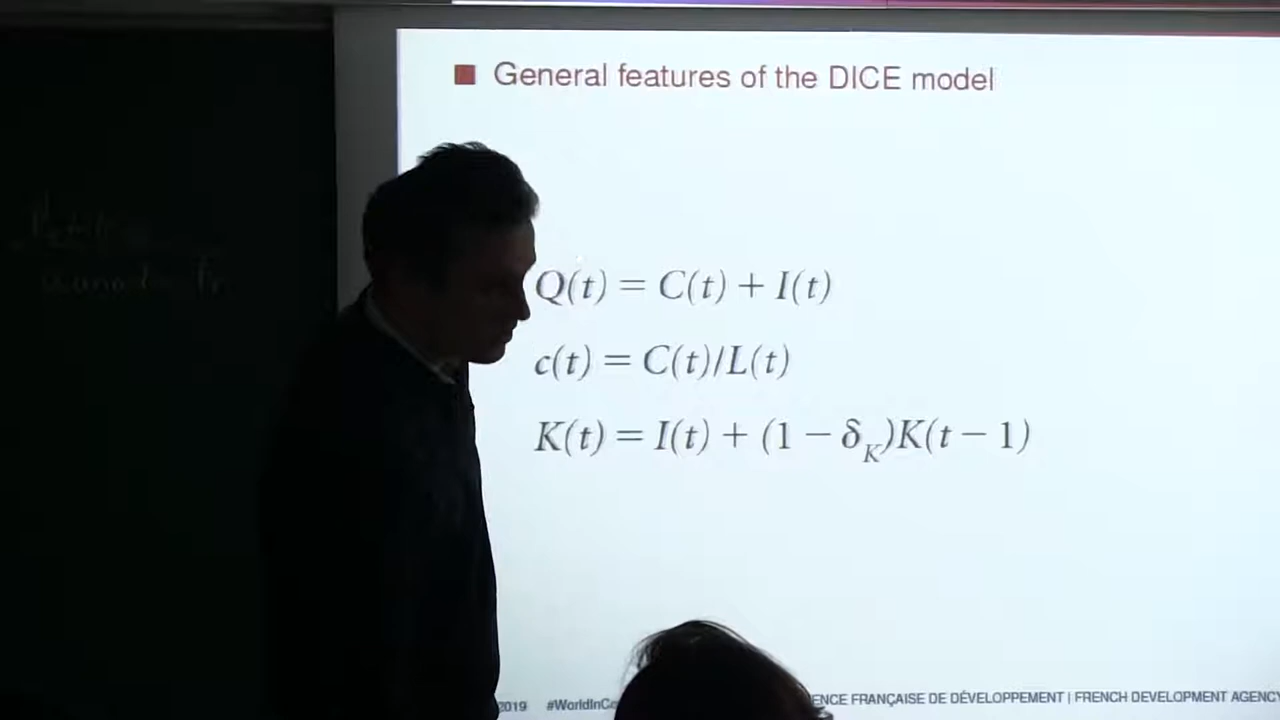 General features of the DICE model
Q(t) = C(t) + I(t)
c(t) = C(t)/L(t)
K(t) = I(t) + (1 − δ_K)K(t − 1)
2019 #WorldInCo ENCE FRANÇAISE DE DÉVELOPPEMENT | FRENCH DEVELOPMENT AGENCY